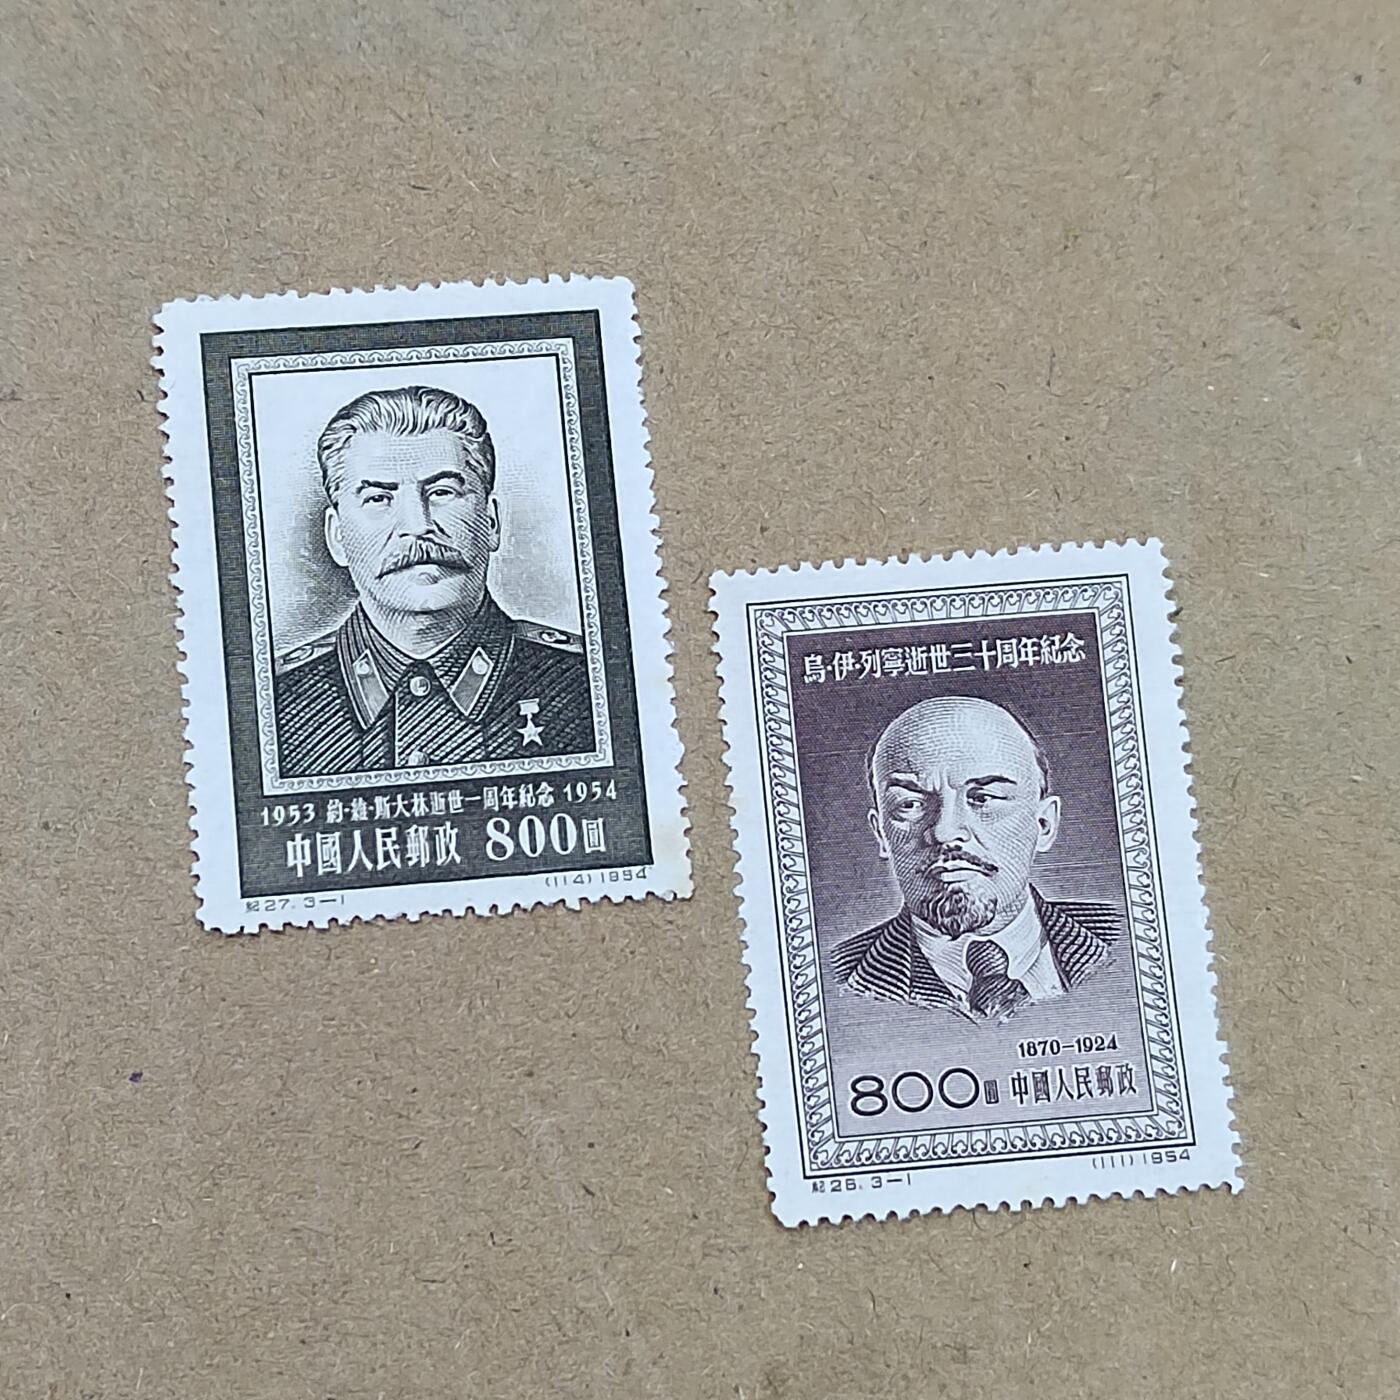 1953 約·維·斯大林逝世一周年紀念 1954
中國人民郵政 800圓
紀27. 3—1 (114) 1954
烏·伊·列寧逝世三十周年紀念
1870-1924
800圓 中國人民郵政
紀26. 3—1 (111) 1954